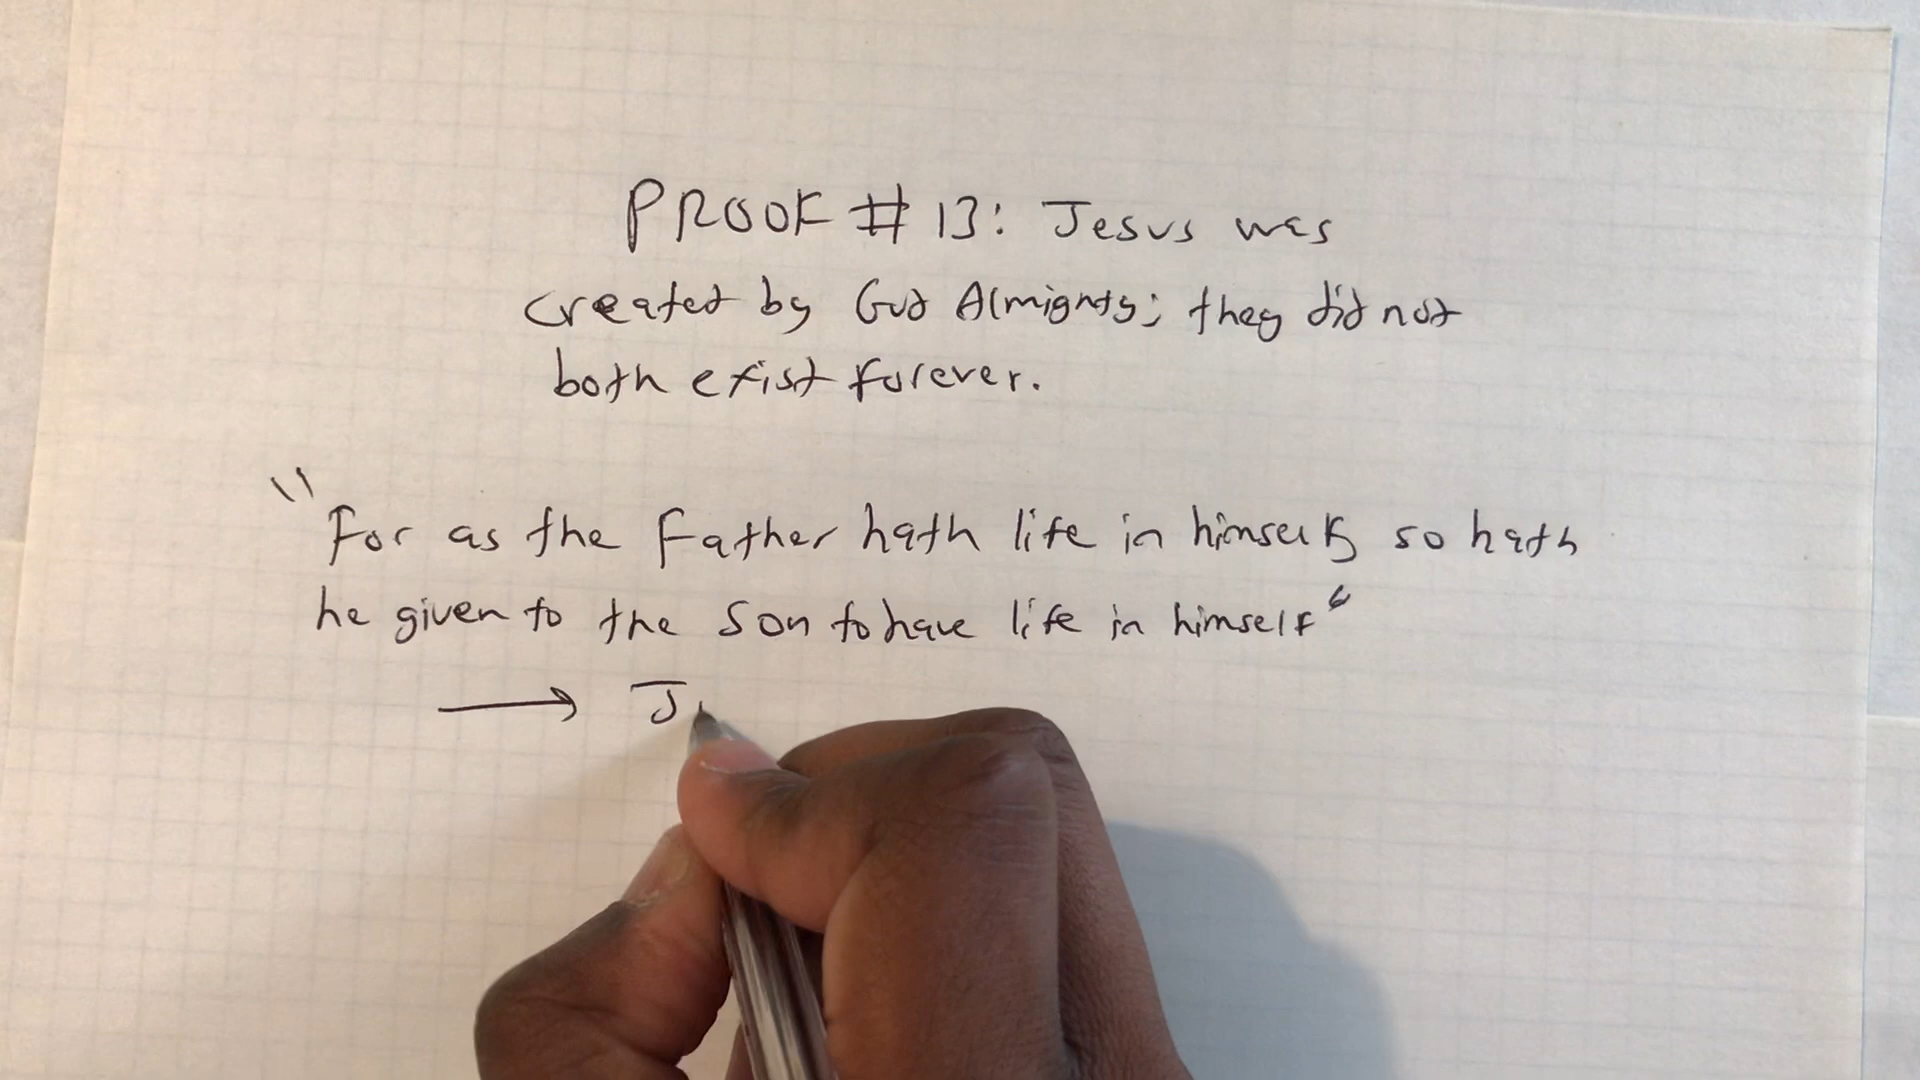 PROOF # 13: Jesus was
created by God Almighty; they did not
both exist forever.
"For as the Father hath life in himself; so hath
he given to the Son to have life in himself"
→ J